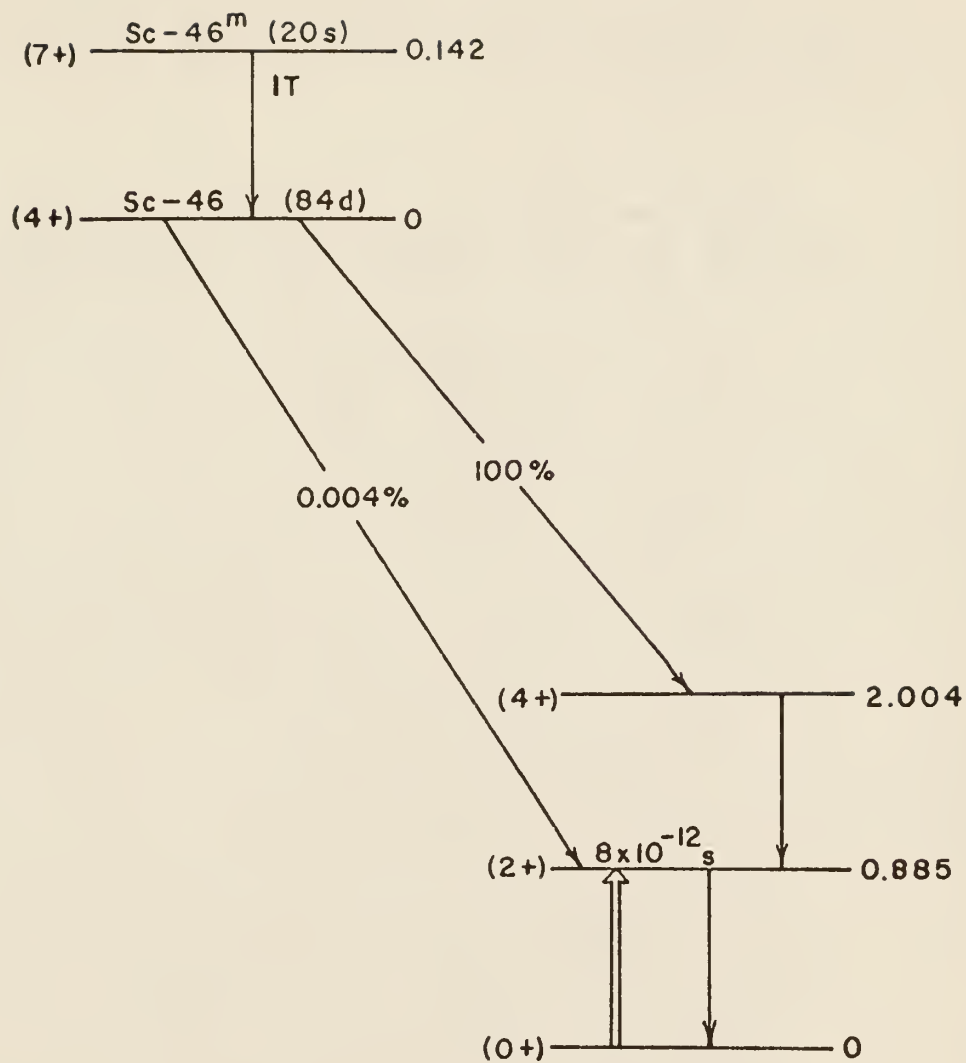 Sc-46m (20s)
(7+) 0.142
IT
Sc-46 (84d)
(4+) 0
100%
0.004%
(4+) 2.004
8x10-12s
(2+) 0.885
(0+) 0